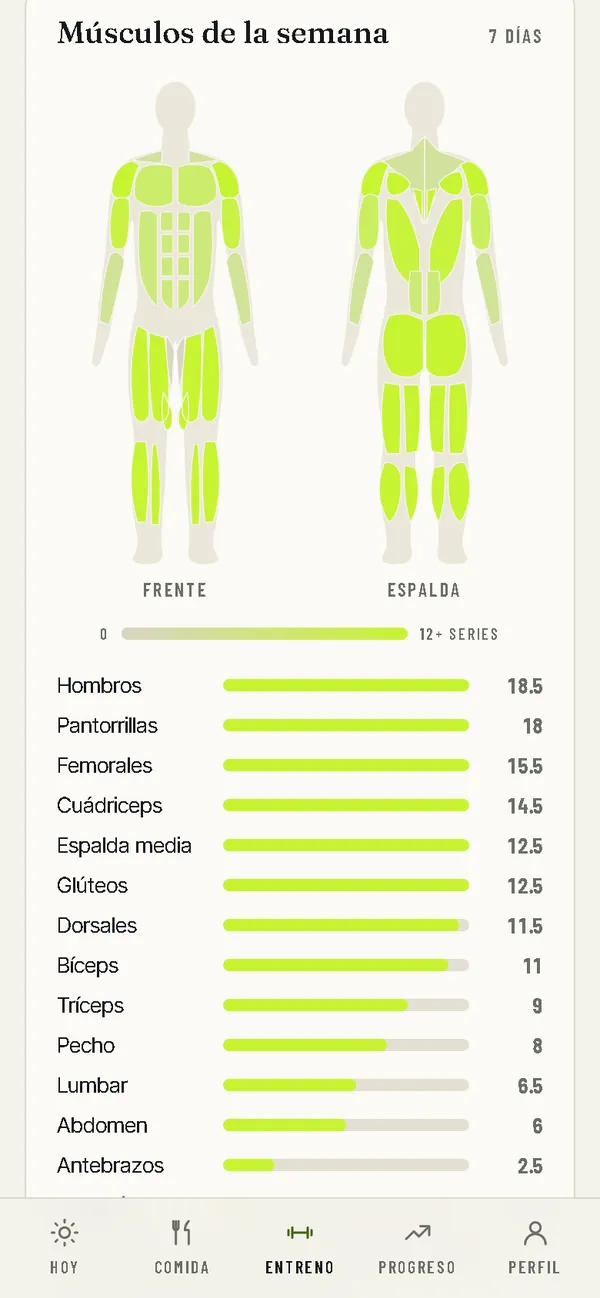 Músculos de la semana 7 DÍAS
FRENTE ESPALDA
0 12+ SERIES
Hombros 18.5
Pantorrillas 18
Femorales 15.5
Cuádriceps 14.5
Espalda media 12.5
Glúteos 12.5
Dorsales 11.5
Bíceps 11
Tríceps 9
Pecho 8
Lumbar 6.5
Abdomen 6
Antebrazos 2.5
HOY COMIDA ENTRENO PROGRESO PERFIL